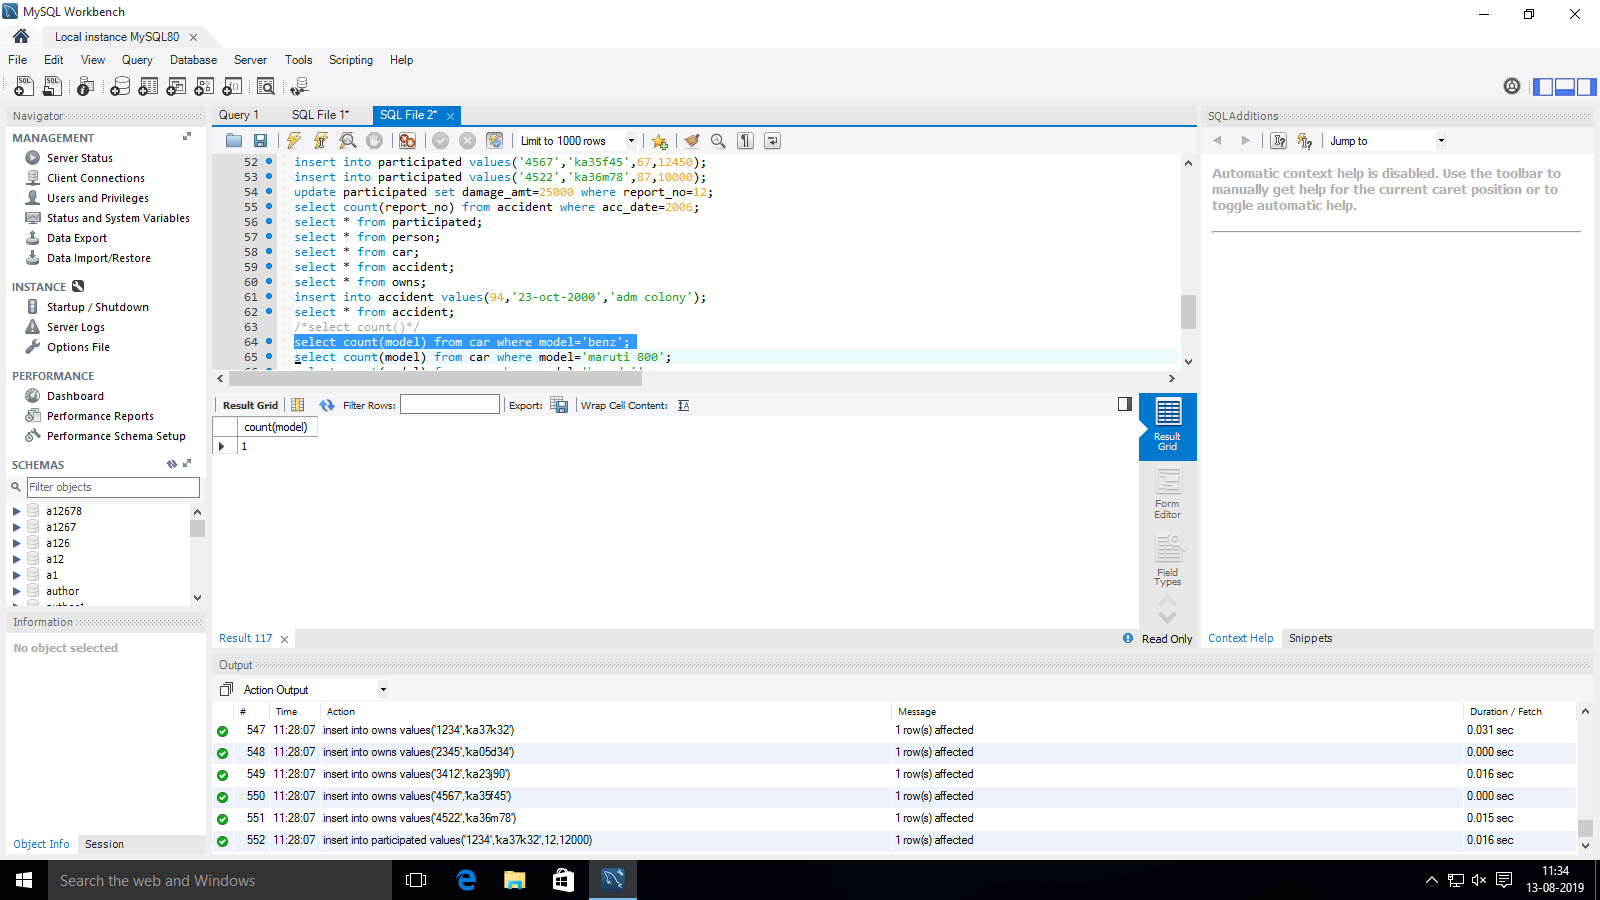 MySQL Workbench
Local instance MySQL80
File Edit View Query Database Server Tools Scripting Help
Navigator
MANAGEMENT
Server Status
Client Connections
Users and Privileges
Status and System Variables
Data Export
Data Import/Restore
INSTANCE
Startup / Shutdown
Server Logs
Options File
PERFORMANCE
Dashboard
Performance Reports
Performance Schema Setup
SCHEMAS
Filter objects
a12678
a1267
a126
a12
a1
author
Information
No object selected
Object Info Session
Query 1 SQL File 1* SQL File 2*
Limit to 1000 rows
52 insert into participated values('4567','ka35f45',67,12450);
53 insert into participated values('4522','ka36m78',87,10000);
54 update participated set damage_amt=25000 where report_no=12;
55 select count(report_no) from accident where acc_date=2006;
56 select * from participated;
57 select * from person;
58 select * from car;
59 select * from accident;
60 select * from owns;
61 insert into accident values(94,'23-oct-2000','adm colony');
62 select * from accident;
63 /*select count()*/
64 select count(model) from car where model='benz';
65 select count(model) from car where model='maruti 800';
Result Grid Filter Rows: Export: Wrap Cell Content:
count(model)
1
Result Grid
Form Editor
Field Types
Result 117
Read Only
SQLAdditions
Jump to
Automatic context help is disabled. Use the toolbar to
manually get help for the current caret position or to
toggle automatic help.
Context Help Snippets
Output
Action Output
# Time Action Message Duration / Fetch
547 11:28:07 insert into owns values('1234','ka37k32') 1 row(s) affected 0.031 sec
548 11:28:07 insert into owns values('2345','ka05d34') 1 row(s) affected 0.000 sec
549 11:28:07 insert into owns values('3412','ka23j90') 1 row(s) affected 0.016 sec
550 11:28:07 insert into owns values('4567','ka35f45') 1 row(s) affected 0.000 sec
551 11:28:07 insert into owns values('4522','ka36m78') 1 row(s) affected 0.015 sec
552 11:28:07 insert into participated values('1234','ka37k32',12,12000) 1 row(s) affected 0.016 sec
Search the web and Windows
11:34
13-08-2019